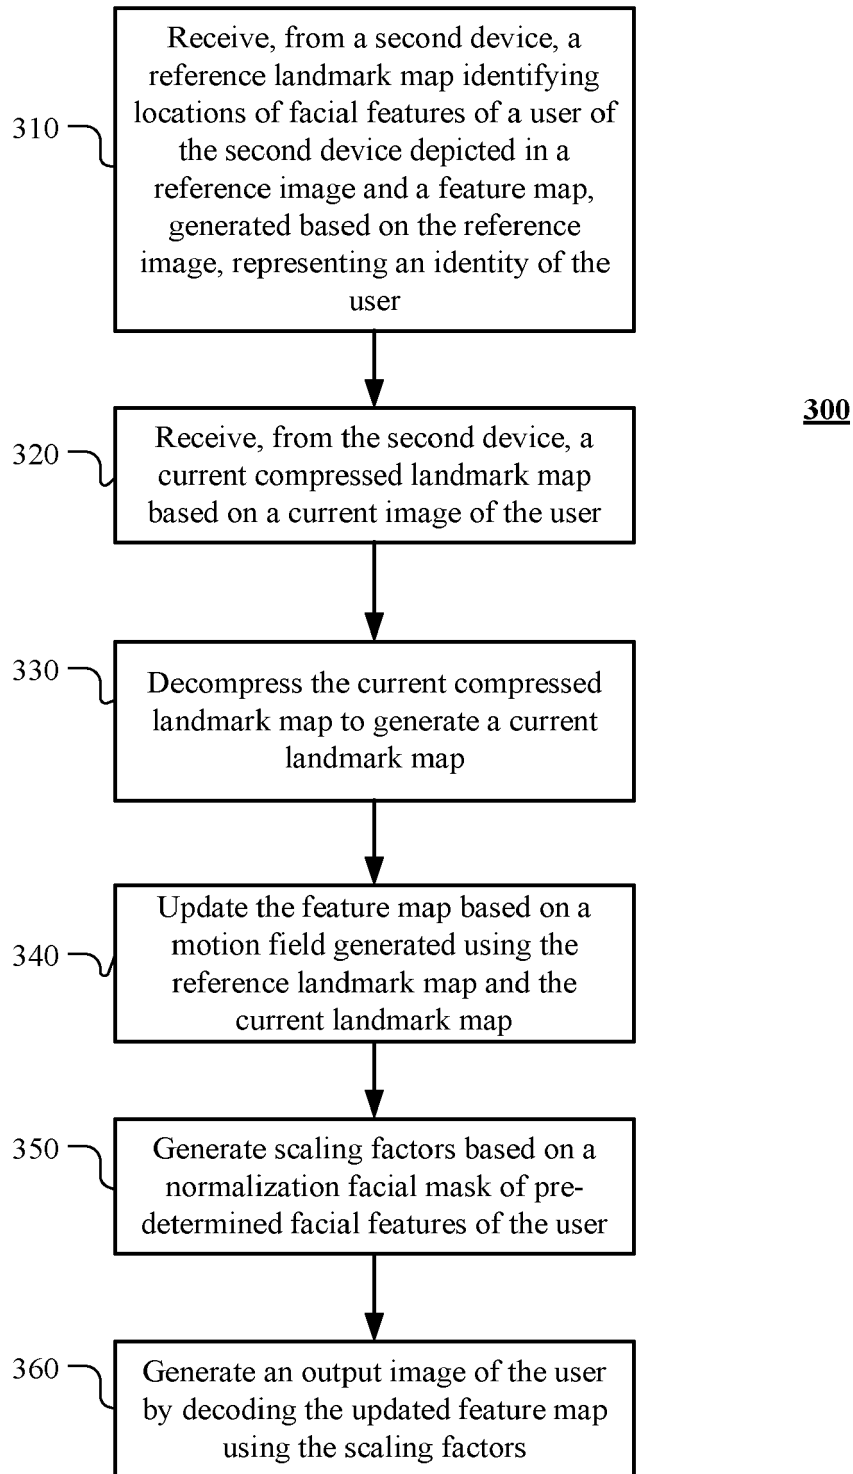 310
Receive, from a second device, a
reference landmark map identifying
locations of facial features of a user of
the second device depicted in a
reference image and a feature map,
generated based on the reference
image, representing an identity of the
user
300
320
Receive, from the second device, a
current compressed landmark map
based on a current image of the user
330
Decompress the current compressed
landmark map to generate a current
landmark map
340
Update the feature map based on a
motion field generated using the
reference landmark map and the
current landmark map
350
Generate scaling factors based on a
normalization facial mask of pre-
determined facial features of the user
360
Generate an output image of the user
by decoding the updated feature map
using the scaling factors